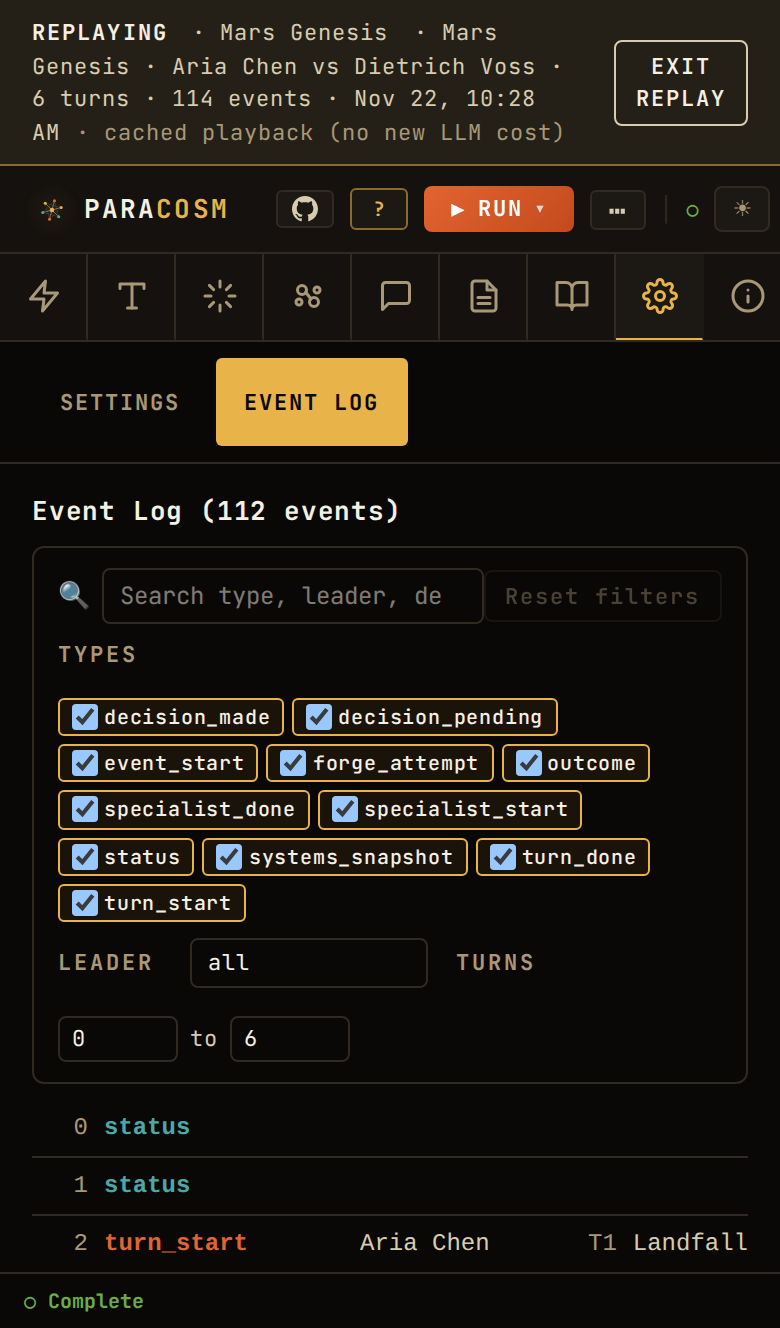 REPLAYING · Mars Genesis · Mars
Genesis · Aria Chen vs Dietrich Voss ·
6 turns · 114 events · Nov 22, 10:28
AM · cached playback (no new LLM cost)
EXIT
REPLAY
PARACOSM
?
▶ RUN ▾
…
SETTINGS
EVENT LOG
Event Log (112 events)
Search type, leader, de
Reset filters
TYPES
decision_made decision_pending
event_start forge_attempt outcome
specialist_done specialist_start
status systems_snapshot turn_done
turn_start
LEADER all TURNS
0 to 6
0 status
1 status
2 turn_start Aria Chen T1 Landfall
○ Complete